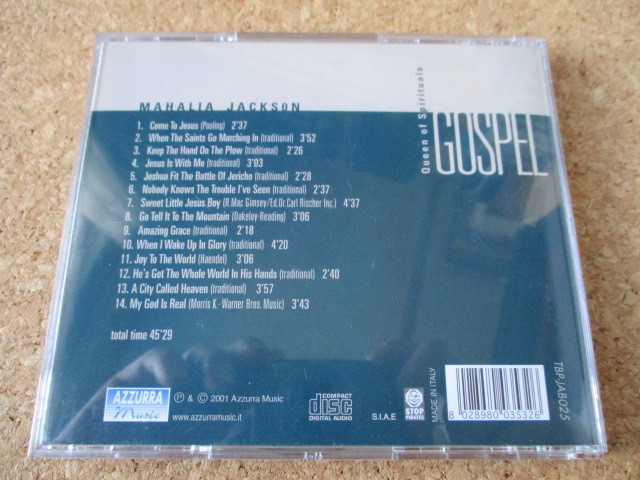 MAHALIA JACKSON
1. Come To Jesus (Pauling) 2'37
2. When The Saints Go Marching In (traditional) 3'52
3. Keep The Hand On The Plow (traditional) 2'26
4. Jesus Is With Me (traditional) 3'03
5. Joshua Fit The Battle Of Jericho (traditional) 2'28
6. Nobody Knows The Trouble I've Seen (traditional) 2'37
7. Sweet Little Jesus Boy (R.Mac Gimsey/Ed.Dr.Carl Rischer Inc.) 4'37
8. Go Tell It To The Mountain (Oakeley-Reading) 3'06
9. Amazing Grace (traditional) 2'18
10. When I Wake Up In Glory (traditional) 4'20
11. Joy To The World (Haendel) 3'06
12. He's Got The Whole World In His Hands (traditional) 2'40
13. A City Called Heaven (traditional) 3'57
14. My God Is Real (Morris K.- Warner Bros. Music) 3'43
total time 45'29
Queen of Spirituals
GOSPEL
AZZURRA
Music
℗ & © 2001 Azzurra Music
www.azzurramusic.it
COMPACT
disc
DIGITAL AUDIO
S.I.A.E
STOP
PIRATES
MADE IN ITALY
8 028980 035326
TBPJAB025